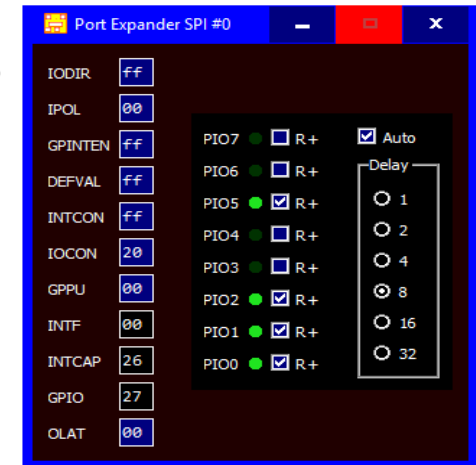 Port Expander SPI #0
IODIR ff
IPOL 00
GPINTEN ff
DEFVAL ff
INTCON ff
IOCON 20
GPPU 00
INTF 00
INTCAP 26
GPIO 27
OLAT 00
PIO7 R+
PIO6 R+
PIO5 R+
PIO4 R+
PIO3 R+
PIO2 R+
PIO1 R+
PIO0 R+
Auto
Delay
1
2
4
8
16
32